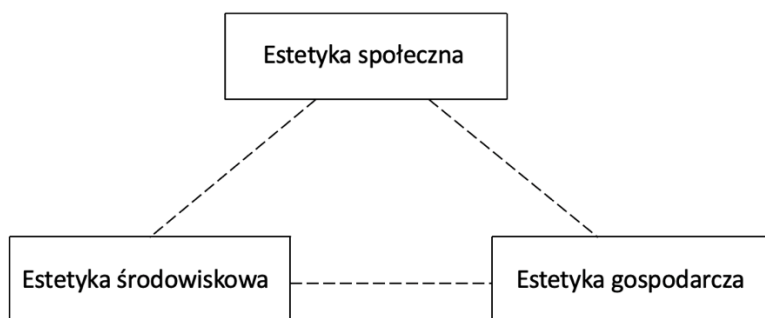 Estetyka społeczna
Estetyka środowiskowa
Estetyka gospodarcza